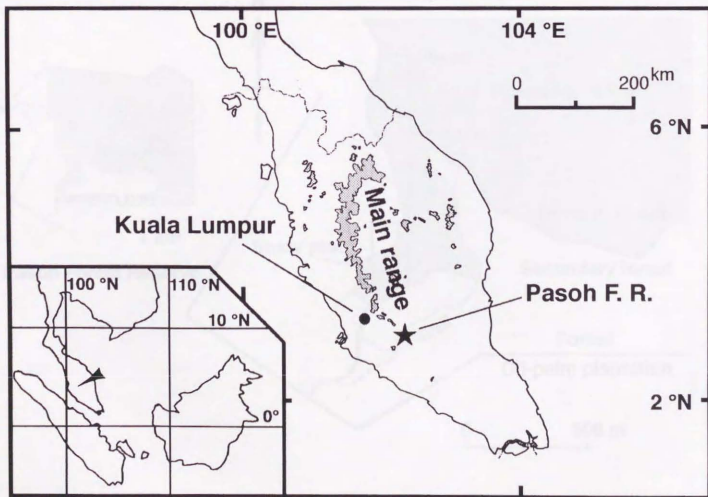 100 °E
104 °E
0 200 km
6 °N
Main range
Kuala Lumpur
Pasoh F. R.
100 °N
110 °N
10 °N
0°
2 °N